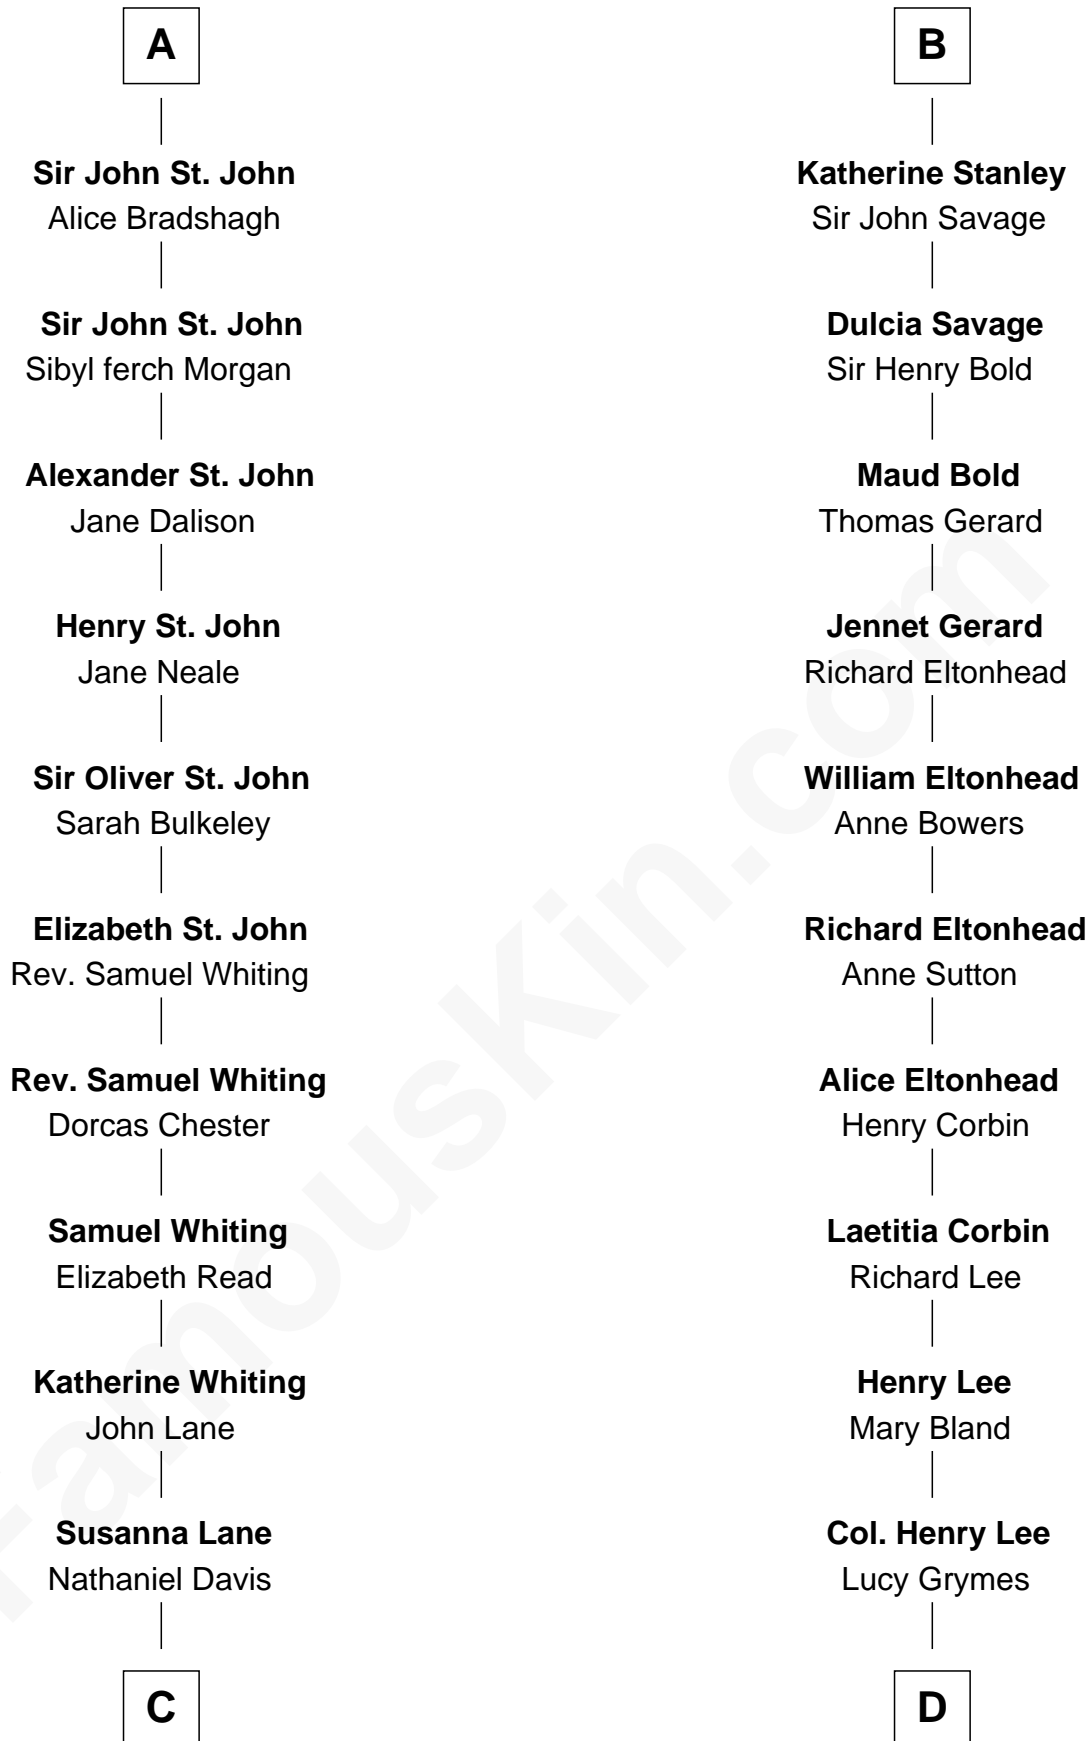 A
Sir John St. John
Alice Bradshagh
Sir John St. John
Sibyl ferch Morgan
Alexander St. John
Jane Dalison
Henry St. John
Jane Neale
Sir Oliver St. John
Sarah Bulkeley
Elizabeth St. John
Rev. Samuel Whiting
Rev. Samuel Whiting
Dorcas Chester
Samuel Whiting
Elizabeth Read
Katherine Whiting
John Lane
Susanna Lane
Nathaniel Davis
C
B
Katherine Stanley
Sir John Savage
Dulcia Savage
Sir Henry Bold
Maud Bold
Thomas Gerard
Jennet Gerard
Richard Eltonhead
William Eltonhead
Anne Bowers
Richard Eltonhead
Anne Sutton
Alice Eltonhead
Henry Corbin
Laetitia Corbin
Richard Lee
Henry Lee
Mary Bland
Col. Henry Lee
Lucy Grymes
D
FamousKin.com